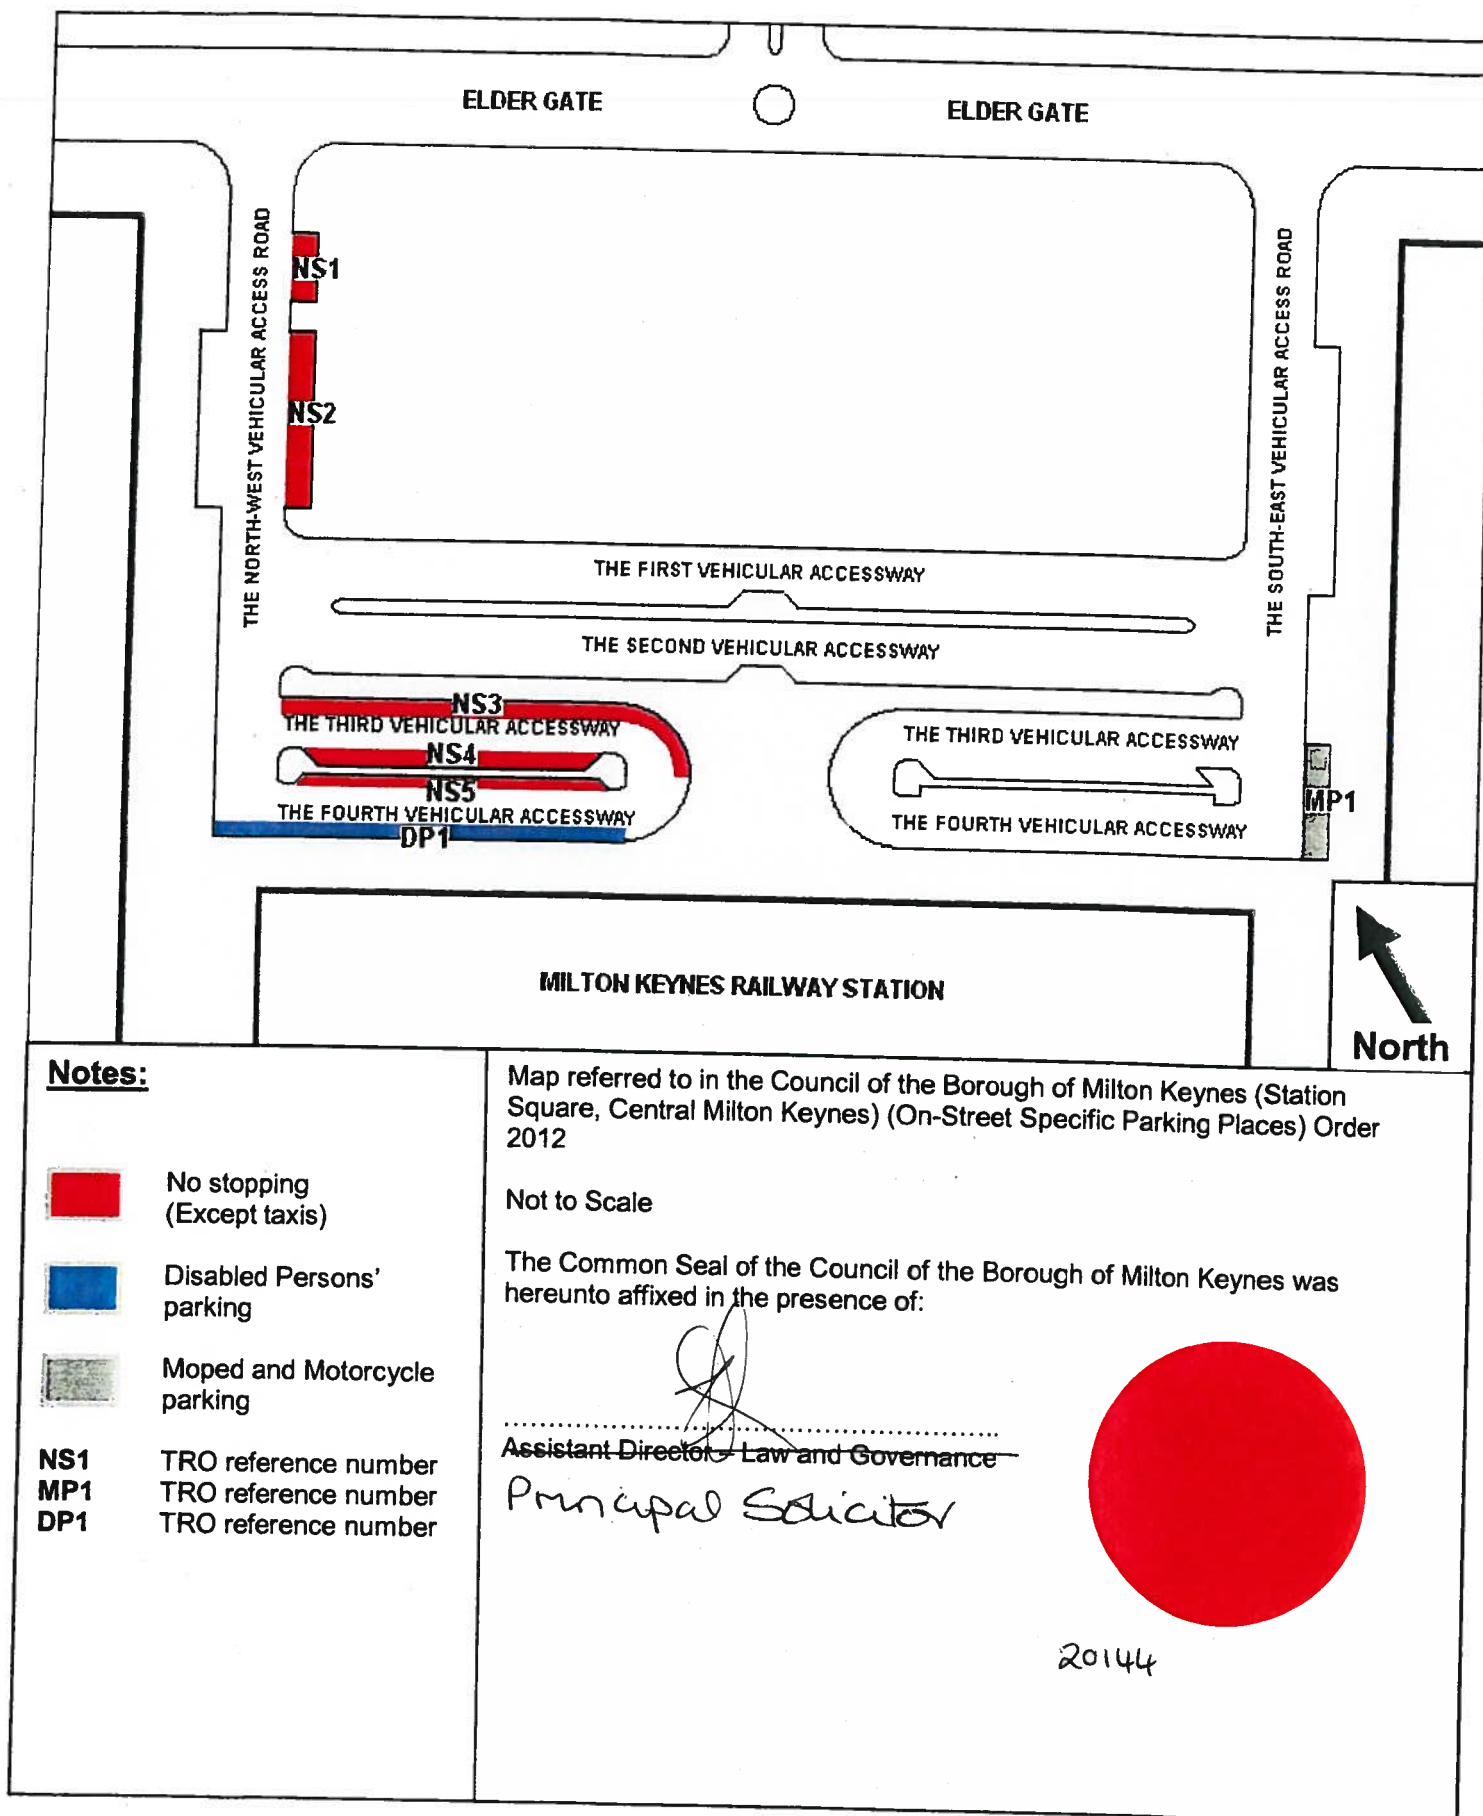 ELDER GATE
ELDER GATE
THE NORTH-WEST VEHICULAR ACCESS ROAD
NS1
NS2
THE SOUTH-EAST VEHICULAR ACCESS ROAD
THE FIRST VEHICULAR ACCESSWAY
THE SECOND VEHICULAR ACCESSWAY
NS3
THE THIRD VEHICULAR ACCESSWAY
NS4
NS5
THE FOURTH VEHICULAR ACCESSWAY
DP1
THE THIRD VEHICULAR ACCESSWAY
THE FOURTH VEHICULAR ACCESSWAY
MP1
MILTON KEYNES RAILWAY STATION
North
Notes:
No stopping
(Except taxis)
Disabled Persons'
parking
Moped and Motorcycle
parking
NS1 TRO reference number
MP1 TRO reference number
DP1 TRO reference number
Map referred to in the Council of the Borough of Milton Keynes (Station
Square, Central Milton Keynes) (On-Street Specific Parking Places) Order
2012
Not to Scale
The Common Seal of the Council of the Borough of Milton Keynes was
hereunto affixed in the presence of:
Assistant Director - Law and Governance
Principal Solicitor
20144